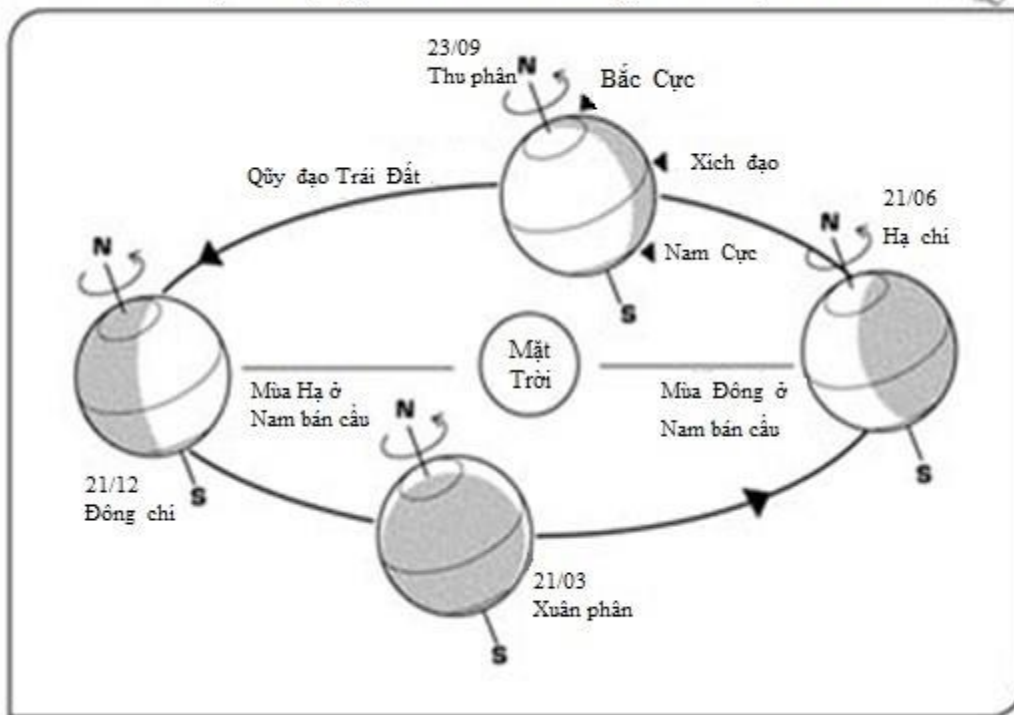 23/09
Thu phân
N
Bắc Cực
Xích đạo
Nam Cực
S
Qũy đạo Trái Đất
21/06
Hạ chí
N
S
N
S
Mặt
Trời
Mùa Hạ ở
Nam bán cầu
Mùa Đông ở
Nam bán cầu
21/12
Đông chí
N
S
21/03
Xuân phân